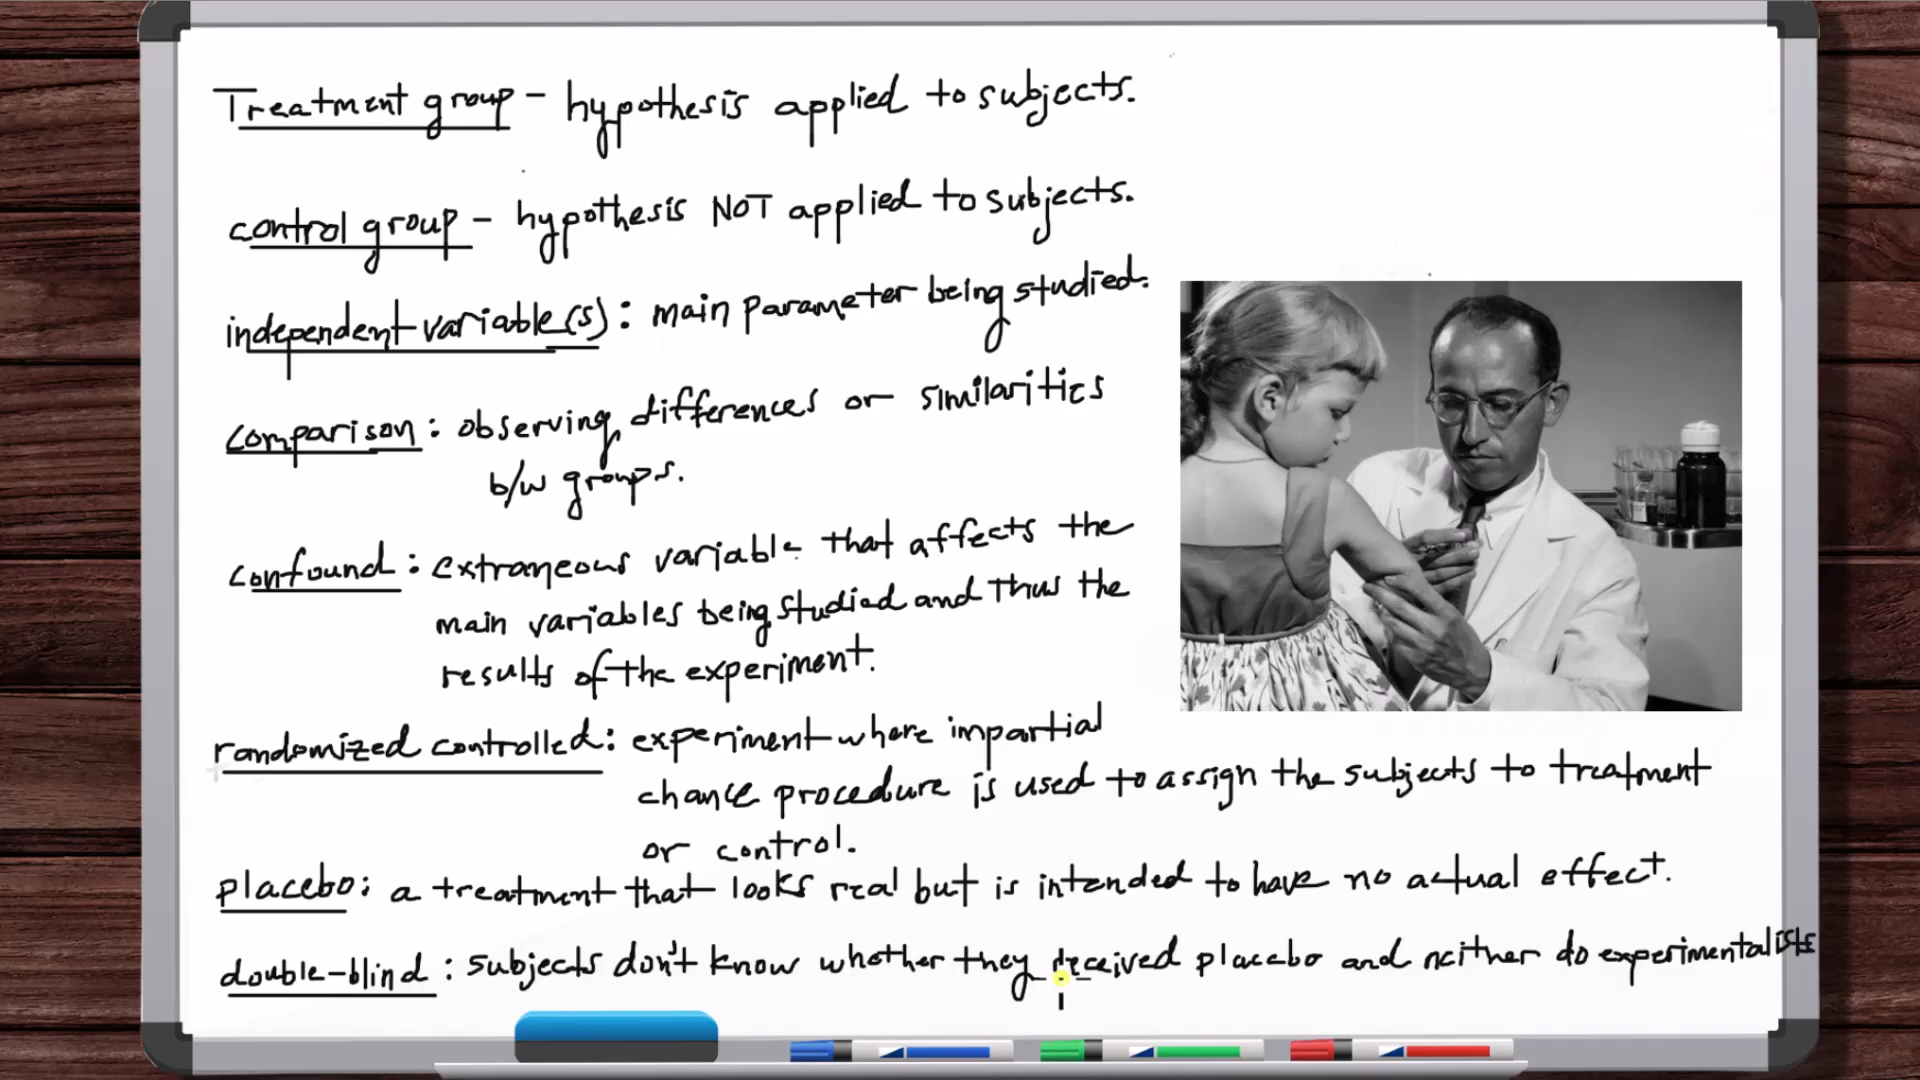 Treatment group - hypothesis applied to subjects.
control group - hypothesis NOT applied to subjects.
independent variable(s): main parameter being studied.
comparison: observing differences or similarities
b/w groups.
confound: extraneous variable that affects the
main variables being studied and thus the
results of the experiment.
randomized controlled: experiment where impartial
chance procedure is used to assign the subjects to treatment
or control.
placebo: a treatment that looks real but is intended to have no actual effect.
double-blind: subjects don't know whether they received placebo and neither do experimentalists